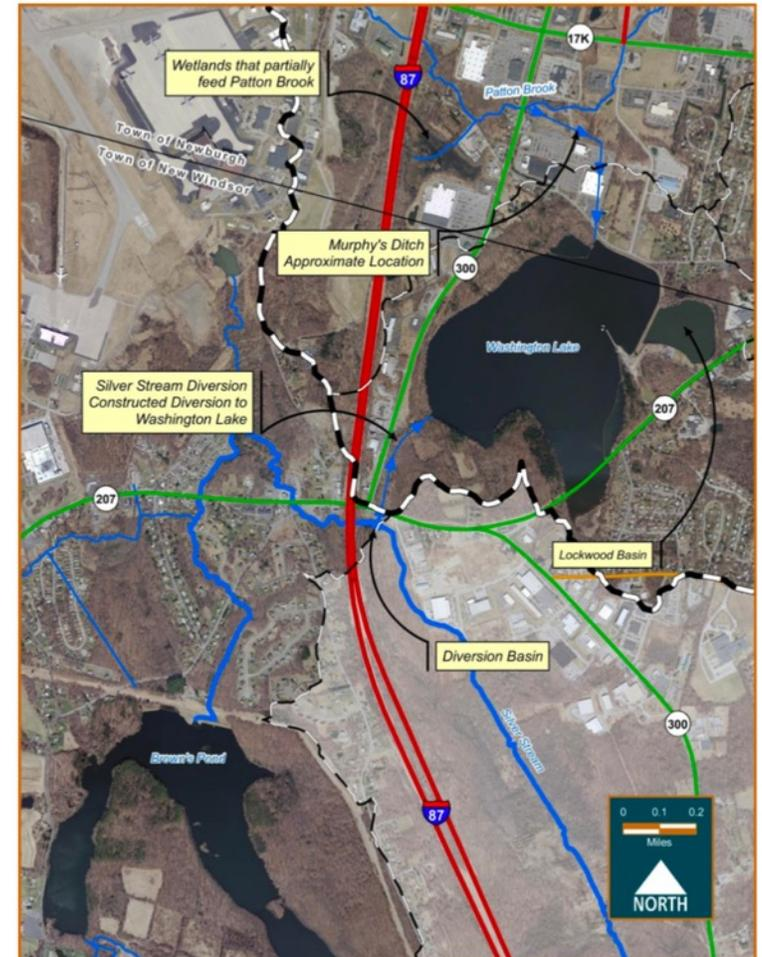 17K
Wetlands that partially
feed Patton Brook
87
Patton Brook
Town of Newburgh
Town of New Windsor
Murphy's Ditch
Approximate Location
300
Washington Lake
Silver Stream Diversion
Constructed Diversion to
Washington Lake
207
207
Lockwood Basin
Diversion Basin
Silver Stream
300
Brown's Pond
87
0 0.1 0.2
Miles
NORTH